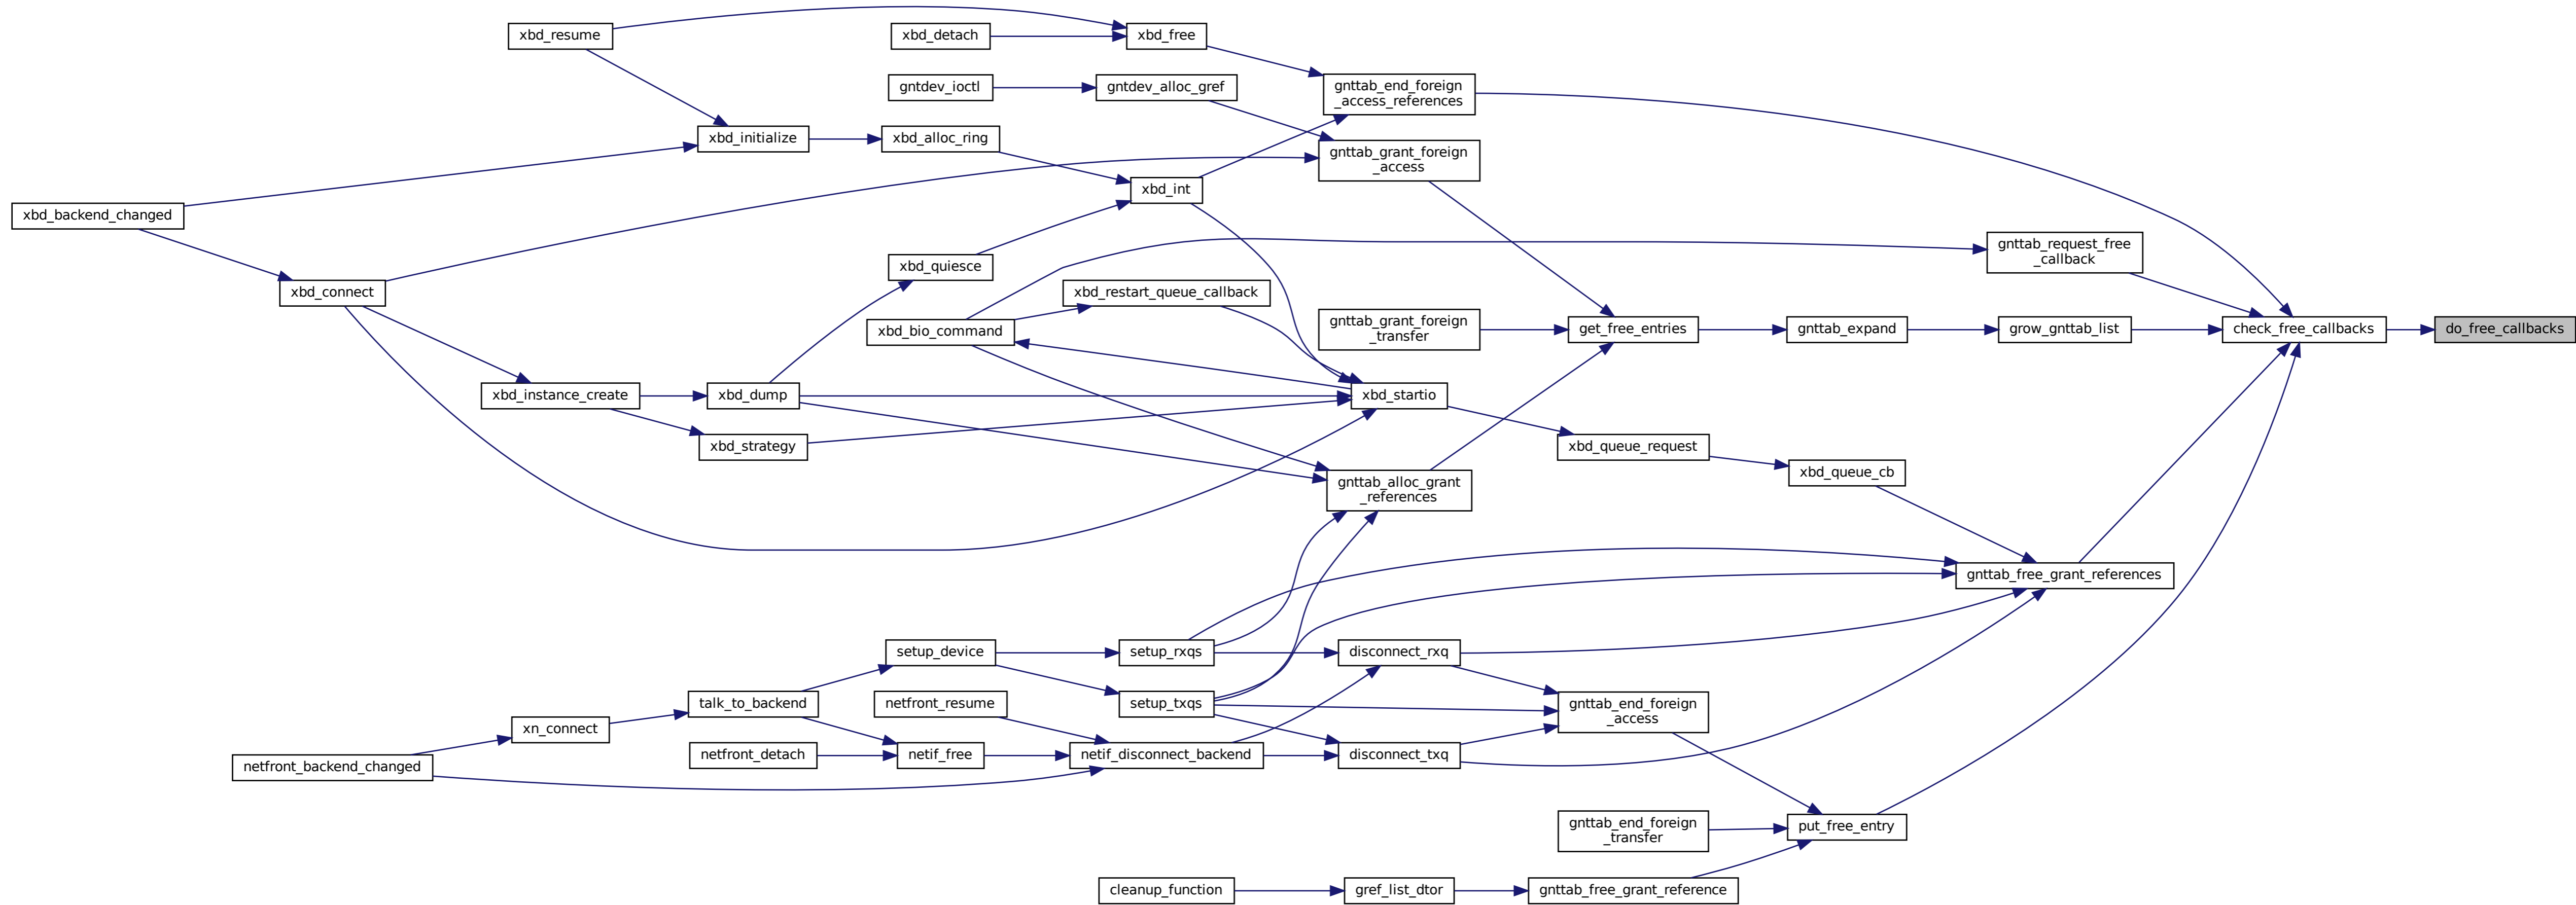 xbd_resume
xbd_detach
xbd_free
gntdev_ioctl
gntdev_alloc_gref
gnttab_end_foreign
_access_references
xbd_initialize
xbd_alloc_ring
gnttab_grant_foreign
_access
xbd_int
xbd_backend_changed
gnttab_request_free
_callback
xbd_quiesce
xbd_connect
xbd_restart_queue_callback
xbd_bio_command
gnttab_grant_foreign
_transfer
get_free_entries
gnttab_expand
grow_gnttab_list
check_free_callbacks
do_free_callbacks
xbd_instance_create
xbd_dump
xbd_startio
xbd_strategy
xbd_queue_request
xbd_queue_cb
gnttab_alloc_grant
_references
gnttab_free_grant_references
setup_device
setup_rxqs
disconnect_rxq
talk_to_backend
netfront_resume
setup_txqs
gnttab_end_foreign
_access
xn_connect
netfront_backend_changed
netfront_detach
netif_free
netif_disconnect_backend
disconnect_txq
gnttab_end_foreign
_transfer
put_free_entry
cleanup_function
gref_list_dtor
gnttab_free_grant_reference